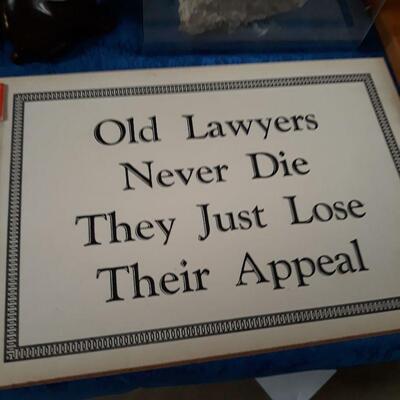 Old Lawyers
Never Die
They Just Lose
Their Appeal